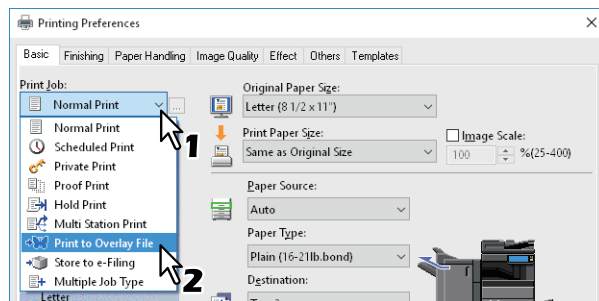 Printing Preferences
Basic Finishing Paper Handling Image Quality Effect Others Templates
Print Job:
Normal Print
...
Normal Print
Scheduled Print
Private Print
Proof Print
Hold Print
Multi Station Print
Print to Overlay File
Store to e-Filing
Multiple Job Type
Letter
1
2
Original Paper Size:
Letter (8 1/2 x 11")
Print Paper Size:
Same as Original Size
Image Scale:
100 %(25-400)
Paper Source:
Auto
Paper Type:
Plain (16-21lb.bond)
Destination: